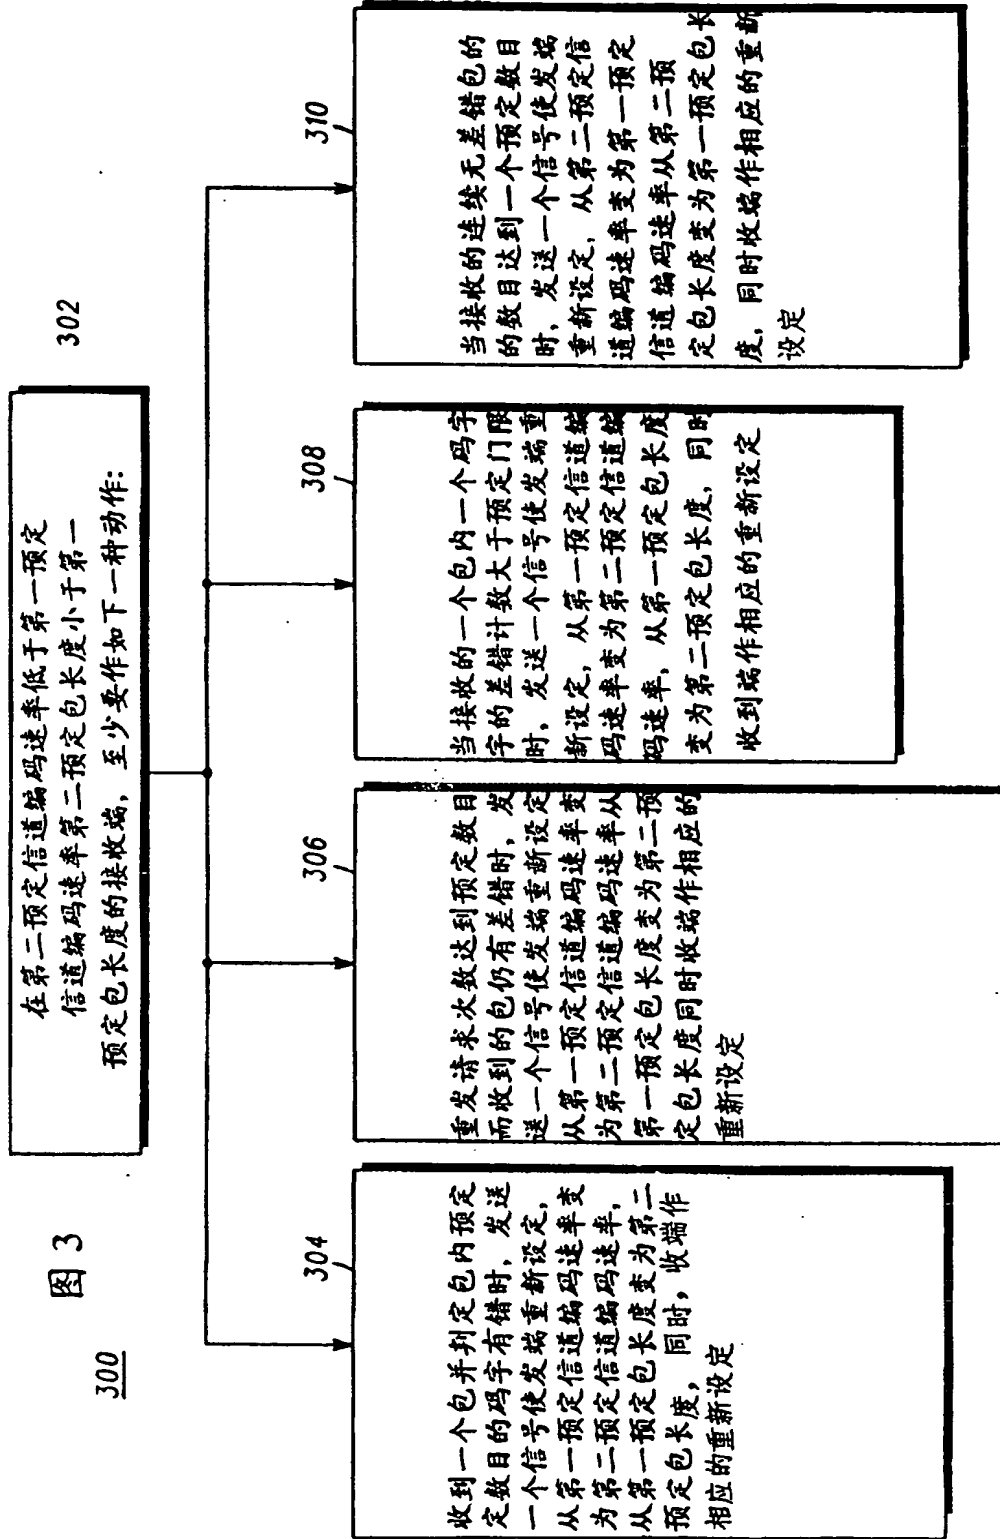 图 3
300
302
在第二预定信道编码速率低于第一预定
信道编码速率第二预定包长度小于第一
预定包长度的接收端，至少要作如下一种动作：
304
收到一个包并判定包内预定
定数目的码字有错时，发送
一个信号使发端重新设定，
从第一预定信道编码速率变
为第二预定信道编码速率，
从第一预定包长度变为第二
预定包长度，同时，收端作
相应的重新设定
306
重发请求次数达到预定数目
而收到的包仍有差错时，发
送一个信号使发端重新设定
从第一预定信道编码速率变
为第二预定信道编码速率从
第一预定包长度变为第二预
定包长度同时收端作相应的
重新设定
308
当接收的一个包内一个码字
字的差错计数大于预定门限
时，发送一个信号使发端重
新设定，从第一预定信道编
码速率变为第二预定信道编
码速率，从第一预定包长度
变为第二预定包长度，同时
收到端作相应的重新设定
310
当接收的连续无差错包的
的数目达到一个预定数目
时，发送一个信号使发端
重新设定，从第二预定信
道编码速率变为第一预定
信道编码速率从第二预
定包长度变为第一预定包长
度，同时收端作相应的重新
设定